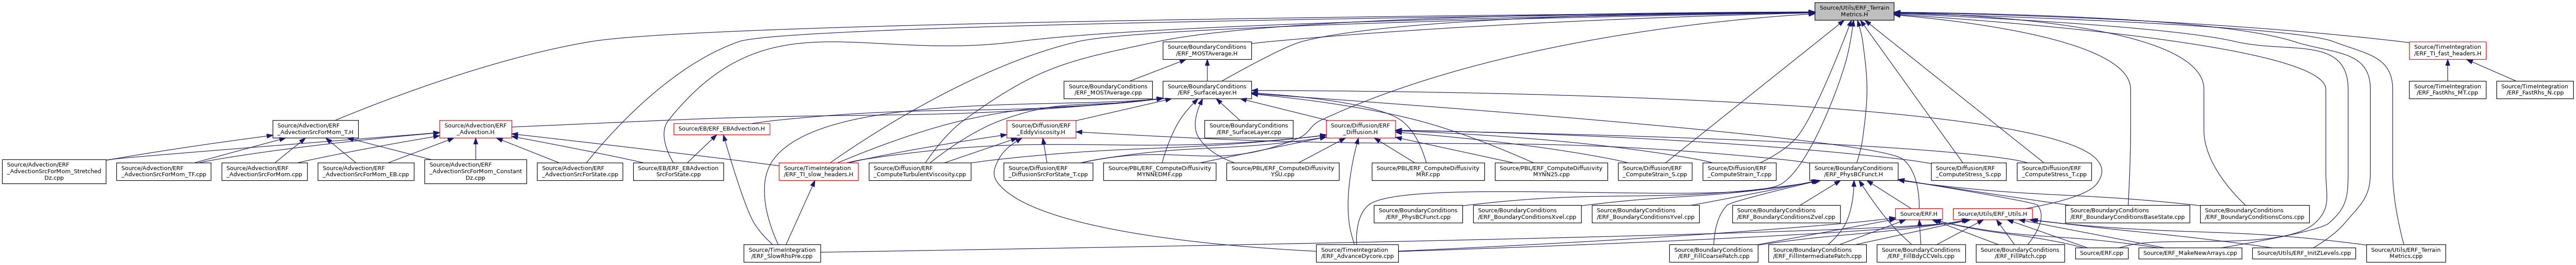 Source/Utils/ERF_Terrain
Metrics.H
Source/BoundaryConditions
/ERF_MOSTAverage.H
Source/TimeIntegration
/ERF_TI_fast_headers.H
Source/BoundaryConditions
/ERF_MOSTAverage.cpp
Source/BoundaryConditions
/ERF_SurfaceLayer.H
Source/TimeIntegration
/ERF_FastRhs_MT.cpp
Source/TimeIntegration
/ERF_FastRhs_N.cpp
Source/Advection/ERF
_AdvectionSrcForMom_T.H
Source/Advection/ERF
_Advection.H
Source/EB/ERF_EBAdvection.H
Source/Diffusion/ERF
_EddyViscosity.H
Source/BoundaryConditions
/ERF_SurfaceLayer.cpp
Source/Diffusion/ERF
_Diffusion.H
Source/Advection/ERF
_AdvectionSrcForMom_Stretched
Dz.cpp
Source/Advection/ERF
_AdvectionSrcForMom_TF.cpp
Source/Advection/ERF
_AdvectionSrcForMom.cpp
Source/Advection/ERF
_AdvectionSrcForMom_EB.cpp
Source/Advection/ERF
_AdvectionSrcForMom_Constant
Dz.cpp
Source/Advection/ERF
_AdvectionSrcForState.cpp
Source/EB/ERF_EBAdvection
SrcForState.cpp
Source/TimeIntegration
/ERF_TI_slow_headers.H
Source/Diffusion/ERF
_ComputeTurbulentViscosity.cpp
Source/Diffusion/ERF
_DiffusionSrcForState_T.cpp
Source/PBL/ERF_ComputeDiffusivity
MYNNEDMF.cpp
Source/PBL/ERF_ComputeDiffusivity
YSU.cpp
Source/PBL/ERF_ComputeDiffusivity
MRF.cpp
Source/PBL/ERF_ComputeDiffusivity
MYNN25.cpp
Source/Diffusion/ERF
_ComputeStrain_S.cpp
Source/Diffusion/ERF
_ComputeStrain_T.cpp
Source/BoundaryConditions
/ERF_PhysBCFunct.H
Source/Diffusion/ERF
_ComputeStress_S.cpp
Source/Diffusion/ERF
_ComputeStress_T.cpp
Source/BoundaryConditions
/ERF_PhysBCFunct.cpp
Source/BoundaryConditions
/ERF_BoundaryConditionsXvel.cpp
Source/BoundaryConditions
/ERF_BoundaryConditionsYvel.cpp
Source/BoundaryConditions
/ERF_BoundaryConditionsZvel.cpp
Source/ERF.H
Source/Utils/ERF_Utils.H
Source/BoundaryConditions
/ERF_BoundaryConditionsBaseState.cpp
Source/BoundaryConditions
/ERF_BoundaryConditionsCons.cpp
Source/TimeIntegration
/ERF_SlowRhsPre.cpp
Source/TimeIntegration
/ERF_AdvanceDycore.cpp
Source/BoundaryConditions
/ERF_FillCoarsePatch.cpp
Source/BoundaryConditions
/ERF_FillIntermediatePatch.cpp
Source/BoundaryConditions
/ERF_FillBdyCCVels.cpp
Source/BoundaryConditions
/ERF_FillPatch.cpp
Source/ERF.cpp
Source/ERF_MakeNewArrays.cpp
Source/Utils/ERF_InitZLevels.cpp
Source/Utils/ERF_Terrain
Metrics.cpp